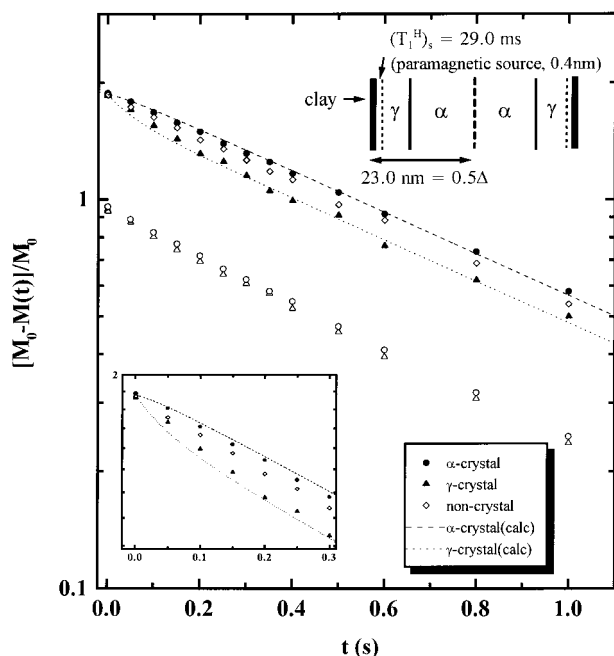 (T₁ᴴ)ₛ = 29.0 ms
(paramagnetic source, 0.4nm)
clay
γ α α γ
23.0 nm = 0.5Δ
[M₀-M(t)]/M₀
1
0.1
2
0.0 0.1 0.2 0.3
α-crystal
γ-crystal
non-crystal
α-crystal(calc)
γ-crystal(calc)
0.0 0.2 0.4 0.6 0.8 1.0
t (s)